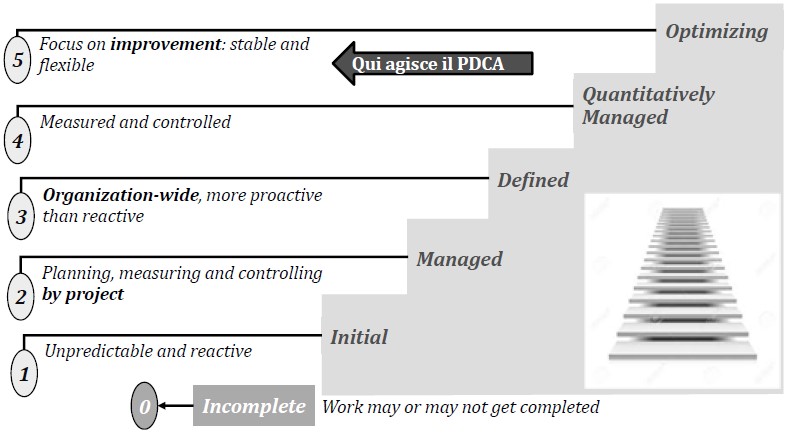 Optimizing
5
Focus on improvement: stable and
flexible
Qui agisce il PDCA
Quantitatively
Managed
4
Measured and controlled
Defined
3
Organization-wide, more proactive
than reactive
Managed
2
Planning, measuring and controlling
by project
Initial
1
Unpredictable and reactive
0
Incomplete
Work may or may not get completed